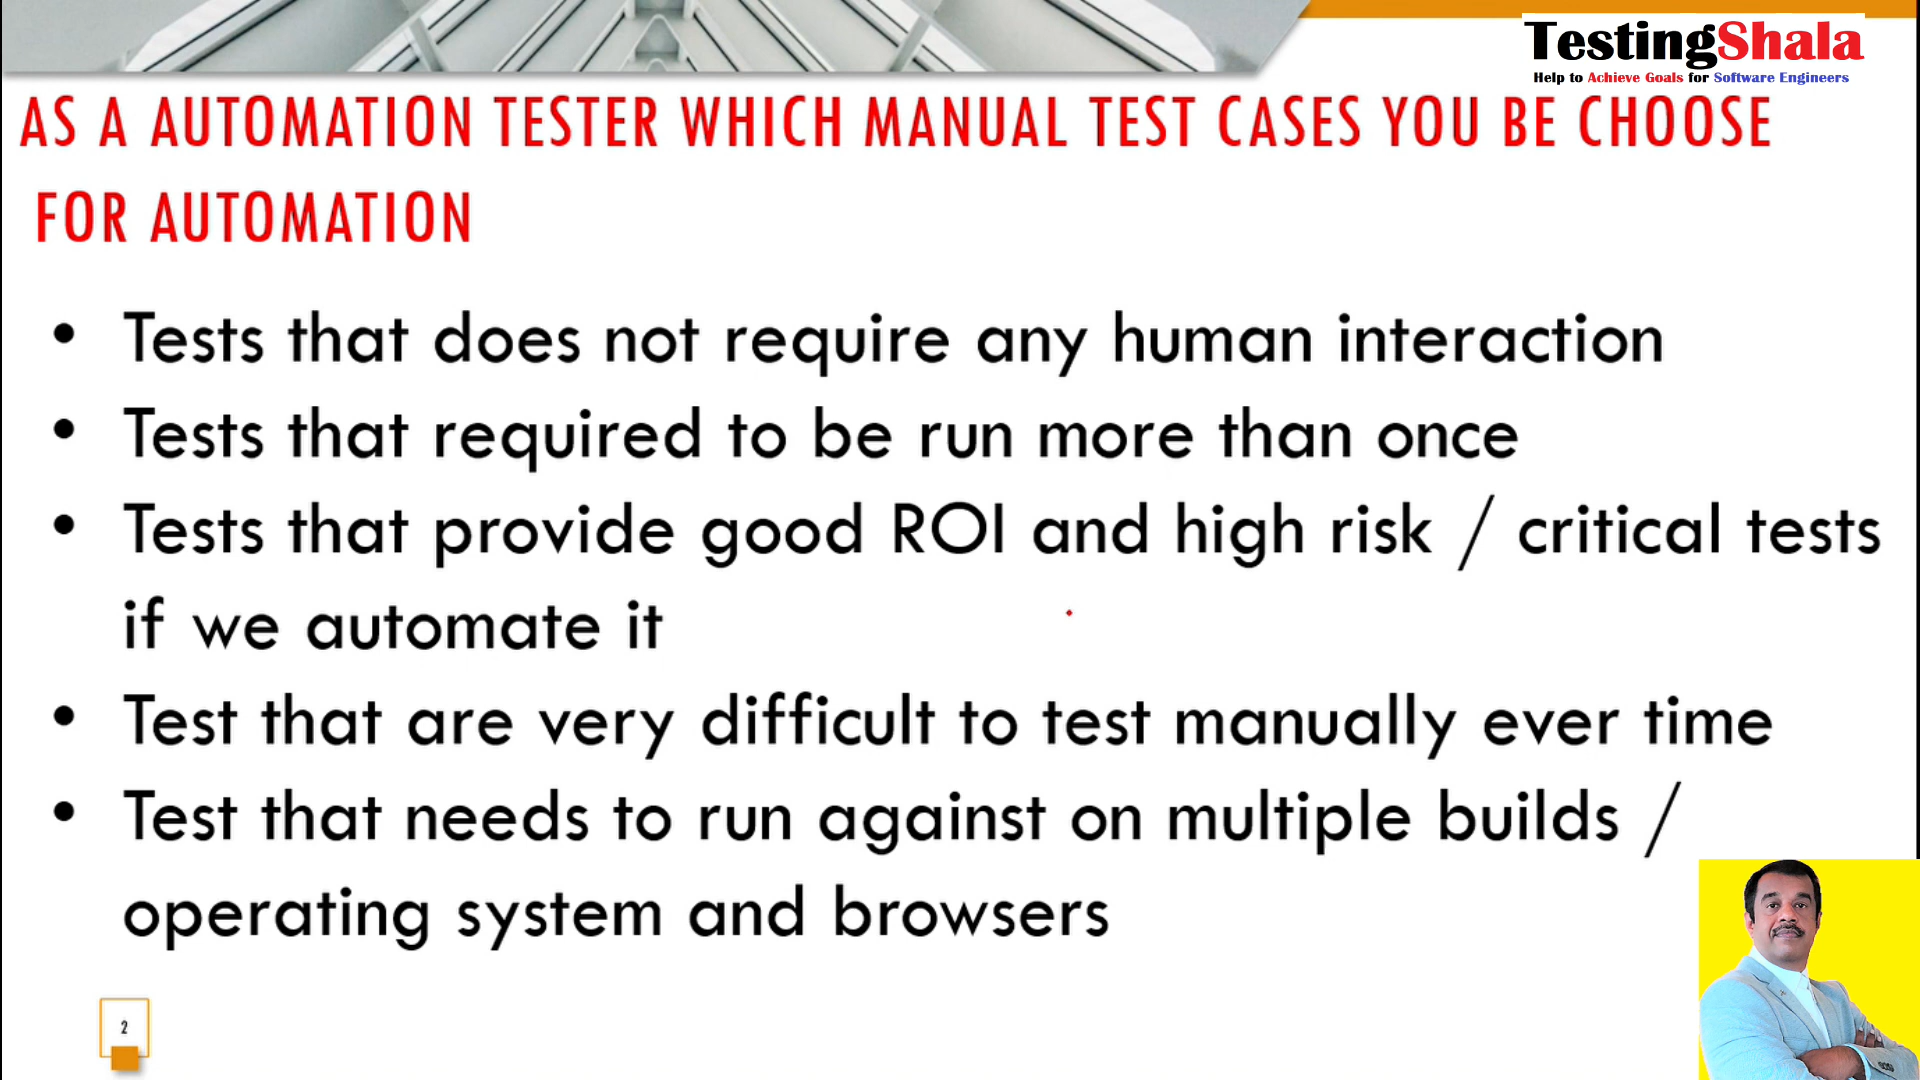 TestingShala
Help to Achieve Goals for Software Engineers
AS A AUTOMATION TESTER WHICH MANUAL TEST CASES YOU BE CHOOSE
FOR AUTOMATION
• Tests that does not require any human interaction
• Tests that required to be run more than once
• Tests that provide good ROI and high risk / critical tests
if we automate it
• Test that are very difficult to test manually ever time
• Test that needs to run against on multiple builds /
operating system and browsers
2